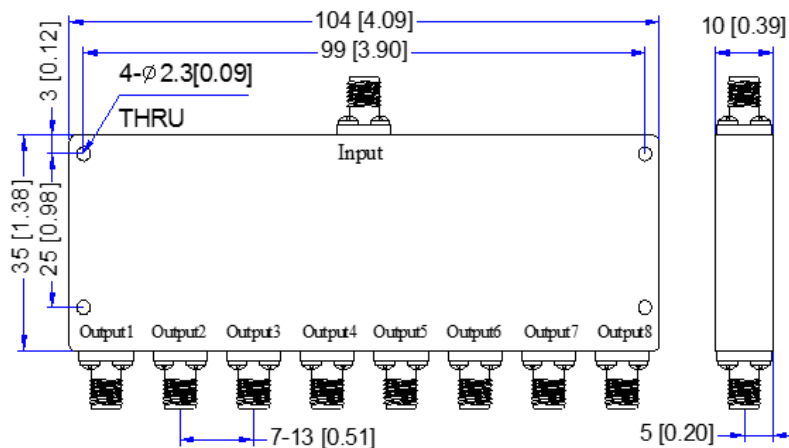 104 [4.09]
99 [3.90]
10 [0.39]
3 [0.12]
4-Ø2.3[0.09]
THRU
Input
35 [1.38]
25 [0.98]
Output1 Output2 Output3 Output4 Output5 Output6 Output7 Output8
7-13 [0.51]
5 [0.20]